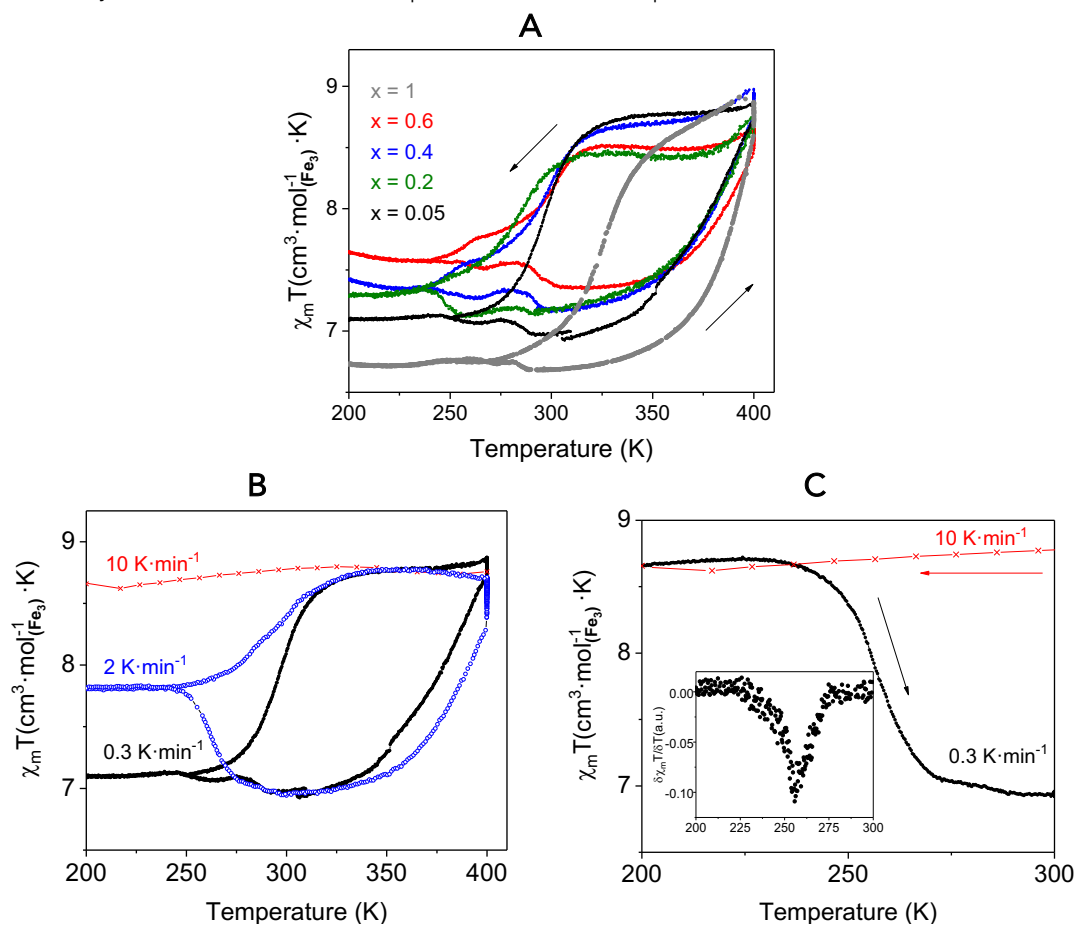 A
χmT(cm³·mol⁻¹(Fe₃)·K)
9
8
7
x = 1
x = 0.6
x = 0.4
x = 0.2
x = 0.05
200 250 300 350 400
Temperature (K)
B
χmT(cm³·mol⁻¹(Fe₃)·K)
9
8
7
10 K·min⁻¹
2 K·min⁻¹
0.3 K·min⁻¹
200 250 300 350 400
Temperature (K)
C
χmT(cm³·mol⁻¹(Fe₃)·K)
9
8
7
10 K·min⁻¹
0.3 K·min⁻¹
δχmT/δT(a.u.)
0.00
-0.05
-0.10
200 225 250 275 300
200 250 300
Temperature (K)